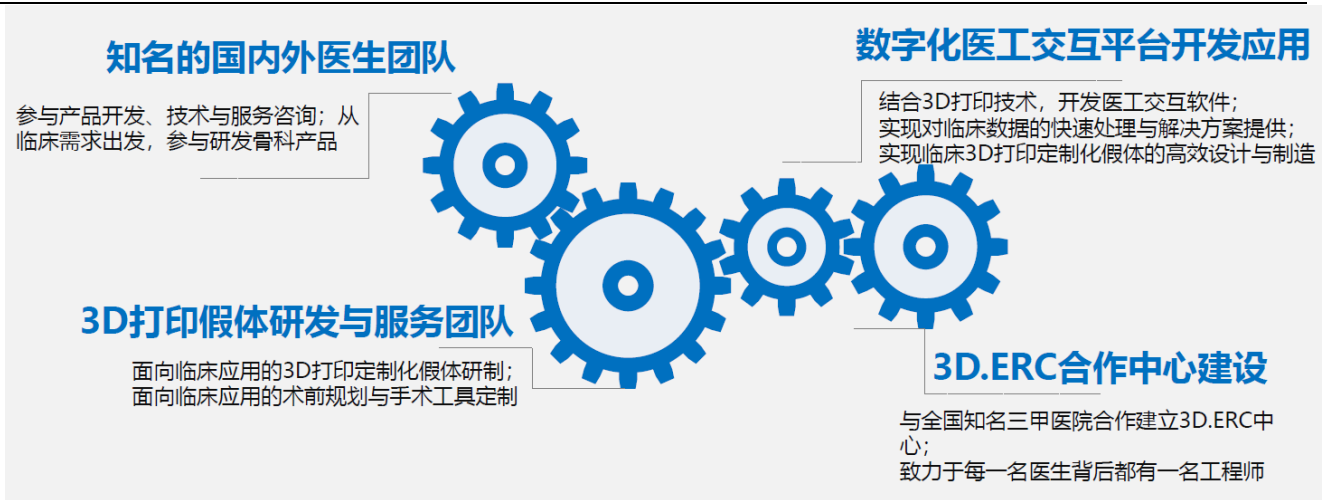 知名的国内外医生团队
参与产品开发、技术与服务咨询；从
临床需求出发，参与研发骨科产品
数字化医工交互平台开发应用
结合3D打印技术，开发医工交互软件；
实现对临床数据的快速处理与解决方案提供；
实现临床3D打印定制化假体的高效设计与制造
3D打印假体研发与服务团队
面向临床应用的3D打印定制化假体研制；
面向临床应用的术前规划与手术工具定制
3D.ERC合作中心建设
与全国知名三甲医院合作建立3D.ERC中
心；
致力于每一名医生背后都有一名工程师